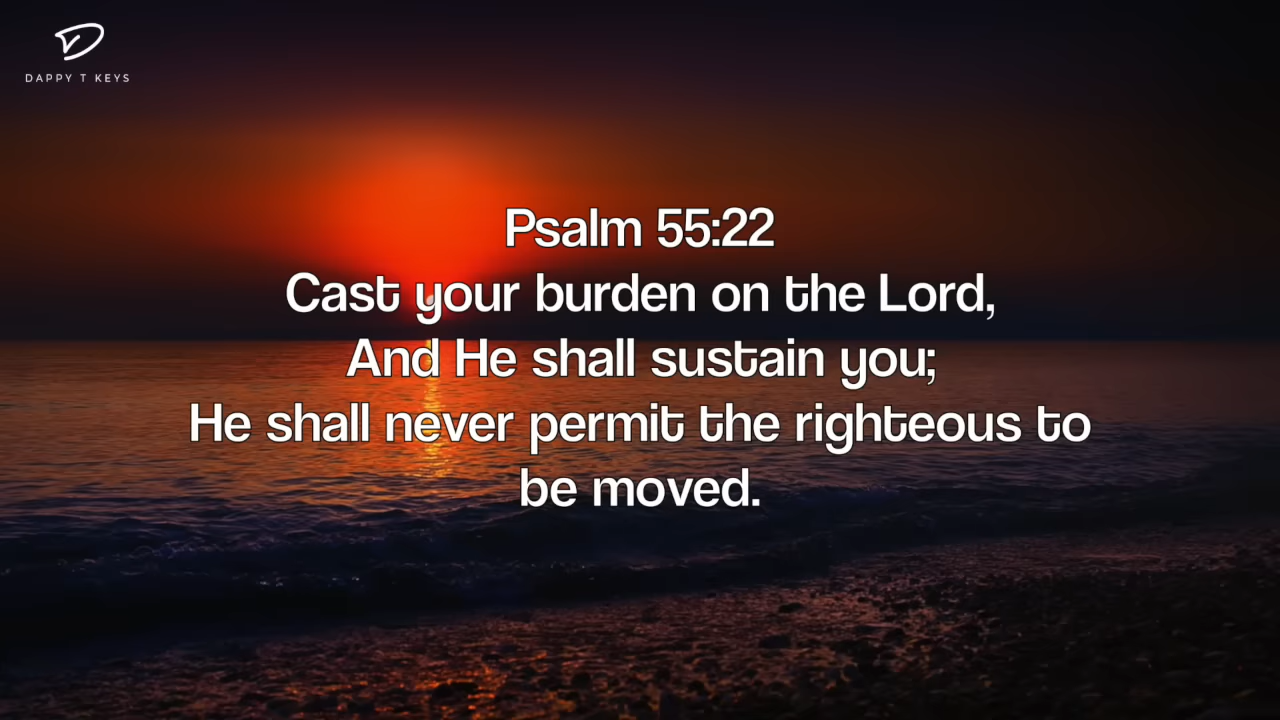 DAPPY T KEYS
Psalm 55:22
Cast your burden on the Lord,
And He shall sustain you;
He shall never permit the righteous to
be moved.